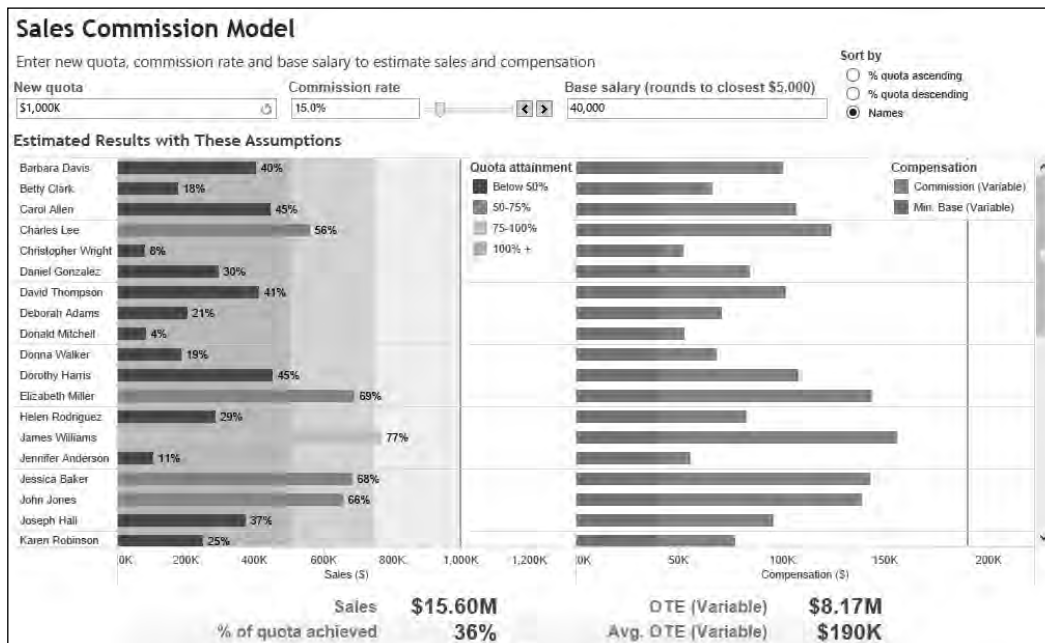 Sales Commission Model
Enter new quota, commission rate and base salary to estimate sales and compensation
Sort by
% quota ascending
% quota descending
Names
New quota
Commission rate
Base salary (rounds to closest $5,000)
$1,000K
15.0%
40,000
Estimated Results with These Assumptions
Quota attainment
Below 50%
50-75%
75-100%
100% +
Compensation
Commission (Variable)
Min. Base (Variable)
Barbara Davis 40%
Betty Clark 18%
Carol Allen 45%
Charles Lee 56%
Christopher Wright 8%
Daniel Gonzalez 30%
David Thompson 41%
Deborah Adams 21%
Donald Mitchell 4%
Donna Walker 19%
Dorothy Harris 45%
Elizabeth Miller 69%
Helen Rodriguez 29%
James Williams 77%
Jennifer Anderson 11%
Jessica Baker 68%
John Jones 66%
Joseph Hall 37%
Karen Robinson 25%
0K 200K 400K 600K 800K 1,000K 1,200K
Sales ($)
0K 50K 100K 150K 200K
Compensation ($)
Sales $15.60M
% of quota achieved 36%
OTE (Variable) $8.17M
Avg. OTE (Variable) $190K